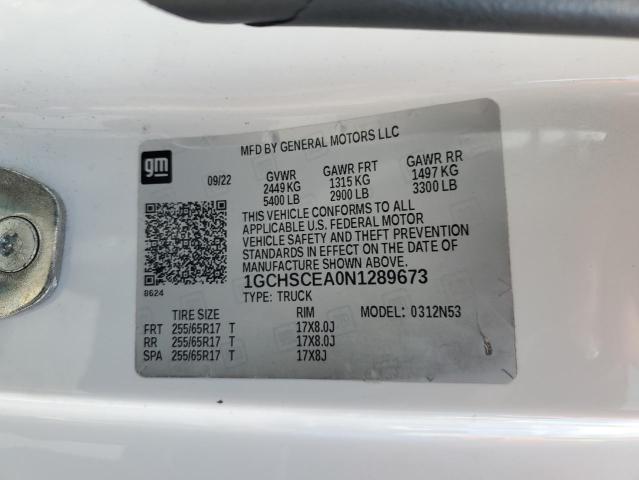 MFD BY GENERAL MOTORS LLC
gm
09/22 GVWR GAWR FRT GAWR RR
2449 KG 1315 KG 1497 KG
5400 LB 2900 LB 3300 LB
THIS VEHICLE CONFORMS TO ALL
APPLICABLE U.S. FEDERAL MOTOR
VEHICLE SAFETY AND THEFT PREVENTION
STANDARDS IN EFFECT ON THE DATE OF
MANUFACTURE SHOWN ABOVE.
8624 1GCHSCEA0N1289673
TYPE: TRUCK
TIRE SIZE RIM MODEL: 0312N53
FRT 255/65R17 T 17X8.0J
RR 255/65R17 T 17X8.0J
SPA 255/65R17 T 17X8J